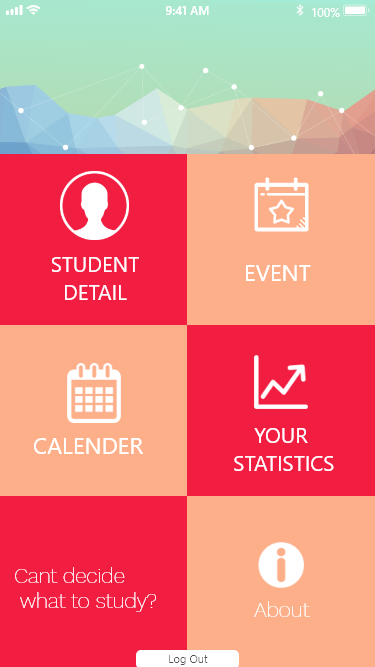 9:41 AM 100%
STUDENT
DETAIL
EVENT
CALENDER
YOUR
STATISTICS
Cant decide
what to study?
About
Log Out